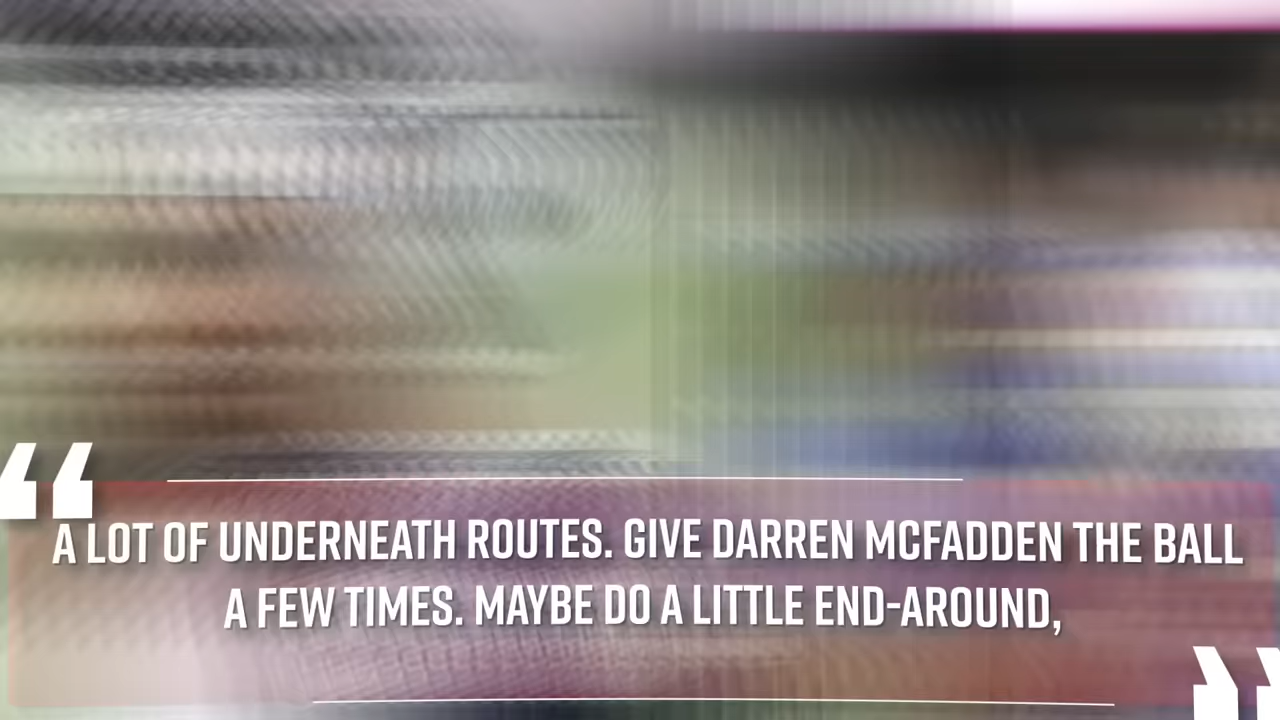 A LOT OF UNDERNEATH ROUTES. GIVE DARREN MCFADDEN THE BALL
A FEW TIMES. MAYBE DO A LITTLE END-AROUND,